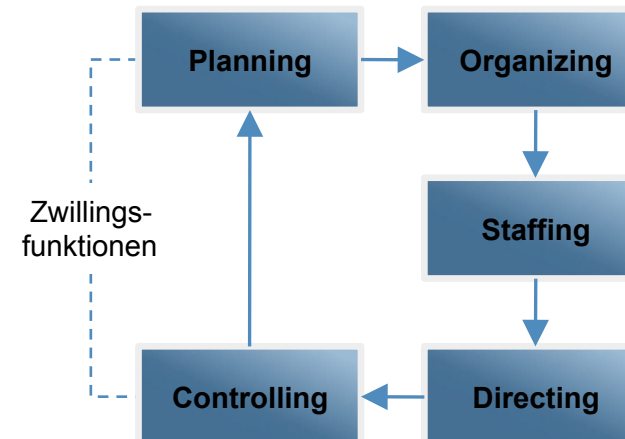 Planning
Organizing
Zwillings-
funktionen
Staffing
Controlling
Directing